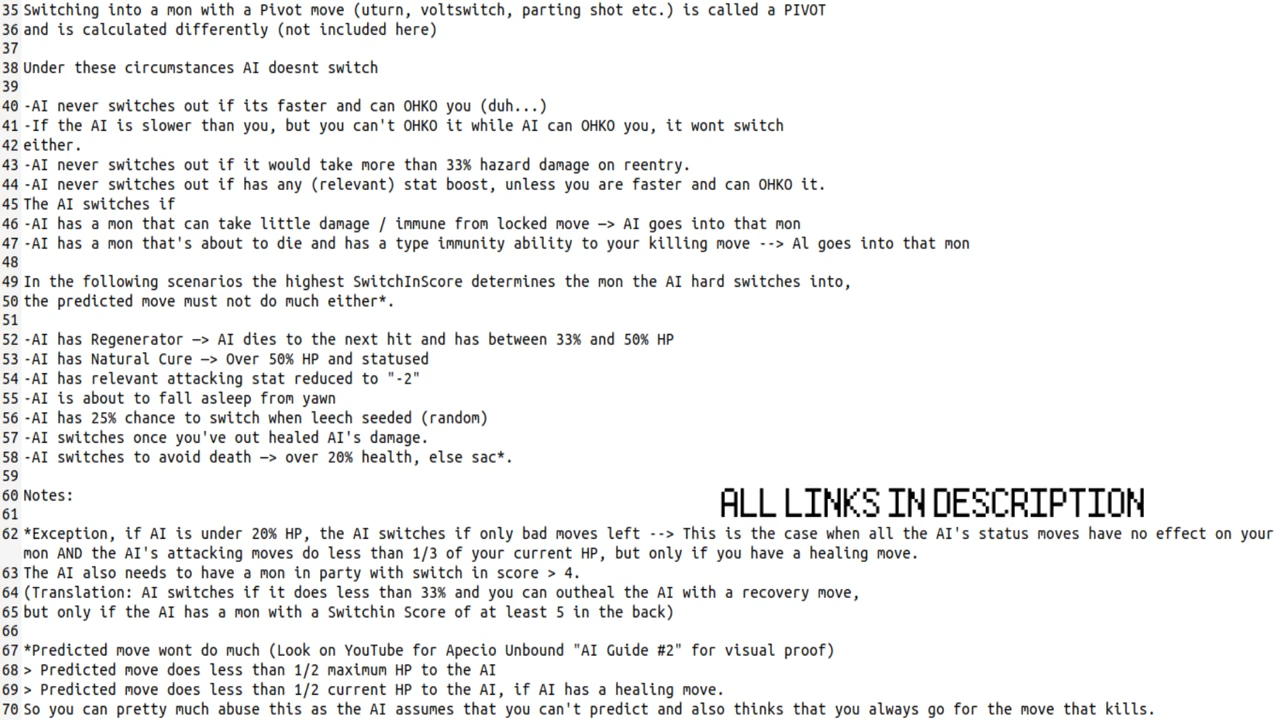 35 Switching into a mon with a Pivot move (uturn, voltswitch, parting shot etc.) is called a PIVOT
36 and is calculated differently (not included here)
37
38 Under these circumstances AI doesnt switch
39
40 -AI never switches out if its faster and can OHKO you (duh...)
41 -If the AI is slower than you, but you can't OHKO it while AI can OHKO you, it wont switch
42 either.
43 -AI never switches out if it would take more than 33% hazard damage on reentry.
44 -AI never switches out if has any (relevant) stat boost, unless you are faster and can OHKO it.
45 The AI switches if
46 -AI has a mon that can take little damage / immune from locked move —> AI goes into that mon
47 -AI has a mon that's about to die and has a type immunity ability to your killing move --> Al goes into that mon
48
49 In the following scenarios the highest SwitchInScore determines the mon the AI hard switches into,
50 the predicted move must not do much either*.
51
52 -AI has Regenerator —> AI dies to the next hit and has between 33% and 50% HP
53 -AI has Natural Cure —> Over 50% HP and statused
54 -AI has relevant attacking stat reduced to "-2"
55 -AI is about to fall asleep from yawn
56 -AI has 25% chance to switch when leech seeded (random)
57 -AI switches once you've out healed AI's damage.
58 -AI switches to avoid death —> over 20% health, else sac*.
59
60 Notes:
ALL LINKS IN DESCRIPTION
61
62 *Exception, if AI is under 20% HP, the AI switches if only bad moves left --> This is the case when all the AI's status moves have no effect on your
mon AND the AI's attacking moves do less than 1/3 of your current HP, but only if you have a healing move.
63 The AI also needs to have a mon in party with switch in score > 4.
64 (Translation: AI switches if it does less than 33% and you can outheal the AI with a recovery move,
65 but only if the AI has a mon with a Switchin Score of at least 5 in the back)
66
67 *Predicted move wont do much (Look on YouTube for Apecio Unbound "AI Guide #2" for visual proof)
68 > Predicted move does less than 1/2 maximum HP to the AI
69 > Predicted move does less than 1/2 current HP to the AI, if AI has a healing move.
70 So you can pretty much abuse this as the AI assumes that you can't predict and also thinks that you always go for the move that kills.